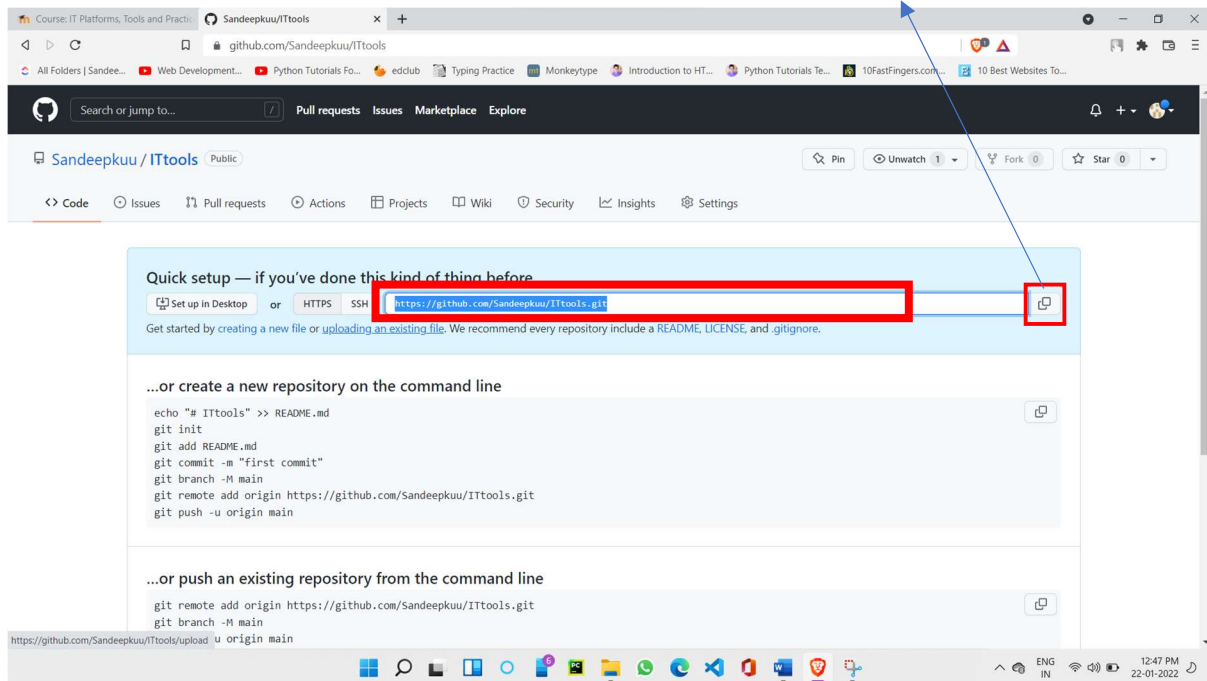 Course: IT Platforms, Tools and Practic
Sandeepkuu/ITtools
github.com/Sandeepkuu/ITtools
All Folders | Sandee...
Web Development...
Python Tutorials Fo...
edclub
Typing Practice
Monkeytype
Introduction to HT...
Python Tutorials Te...
10FastFingers.com...
10 Best Websites To...
Search or jump to... /
Pull requests Issues Marketplace Explore
Sandeepkuu / ITtools Public
Pin
Unwatch 1
Fork 0
Star 0
<> Code
Issues
Pull requests
Actions
Projects
Wiki
Security
Insights
Settings
Quick setup — if you've done this kind of thing before
Set up in Desktop or HTTPS SSH https://github.com/Sandeepkuu/ITtools.git
Get started by creating a new file or uploading an existing file. We recommend every repository include a README, LICENSE, and .gitignore.
...or create a new repository on the command line
echo "# ITtools" >> README.md
git init
git add README.md
git commit -m "first commit"
git branch -M main
git remote add origin https://github.com/Sandeepkuu/ITtools.git
git push -u origin main
...or push an existing repository from the command line
git remote add origin https://github.com/Sandeepkuu/ITtools.git
git branch -M main
https://github.com/Sandeepkuu/ITtools/upload u origin main
6
ENG
IN
12:47 PM
22-01-2022